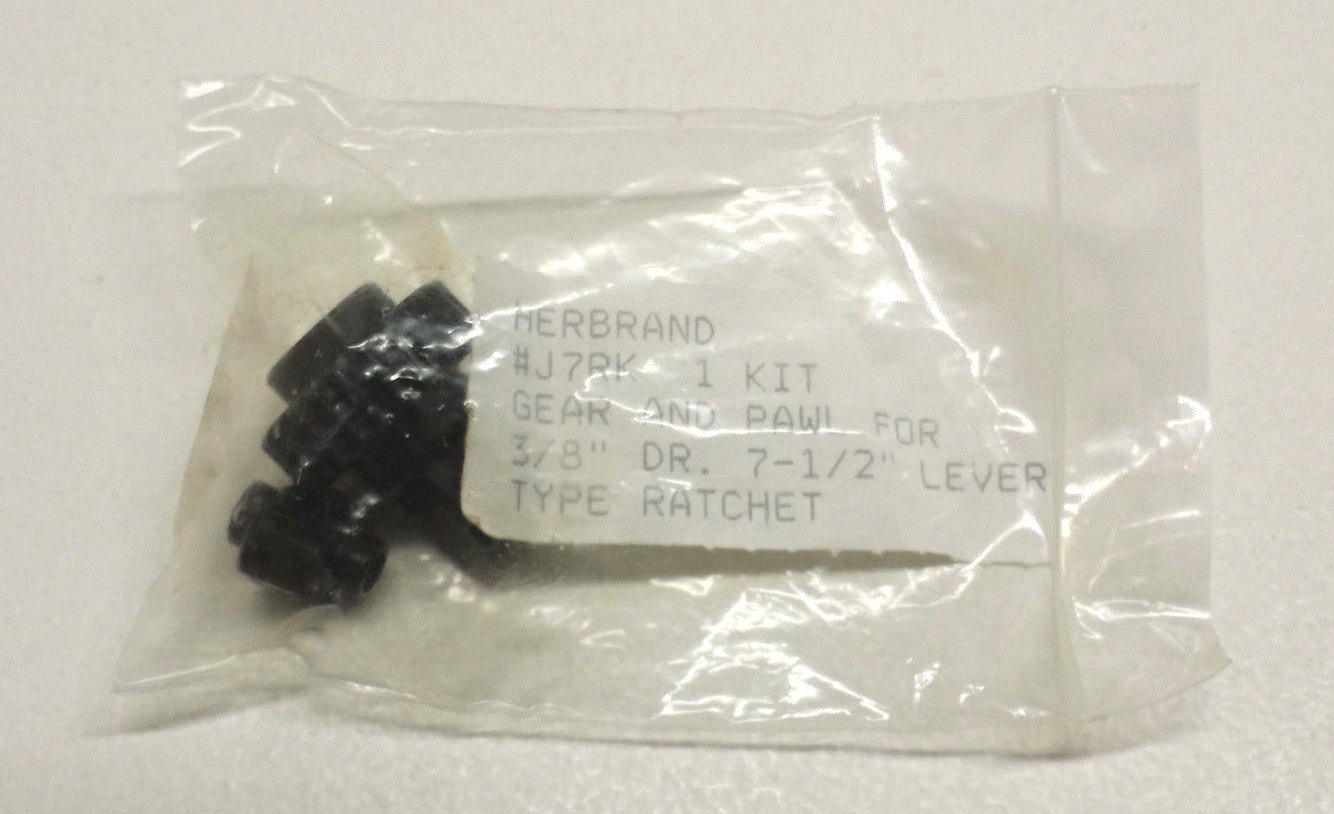 HERBRAND
#J7RK 1 KIT
GEAR AND PAWL FOR
3/8" DR. 7-1/2" LEVER
TYPE RATCHET